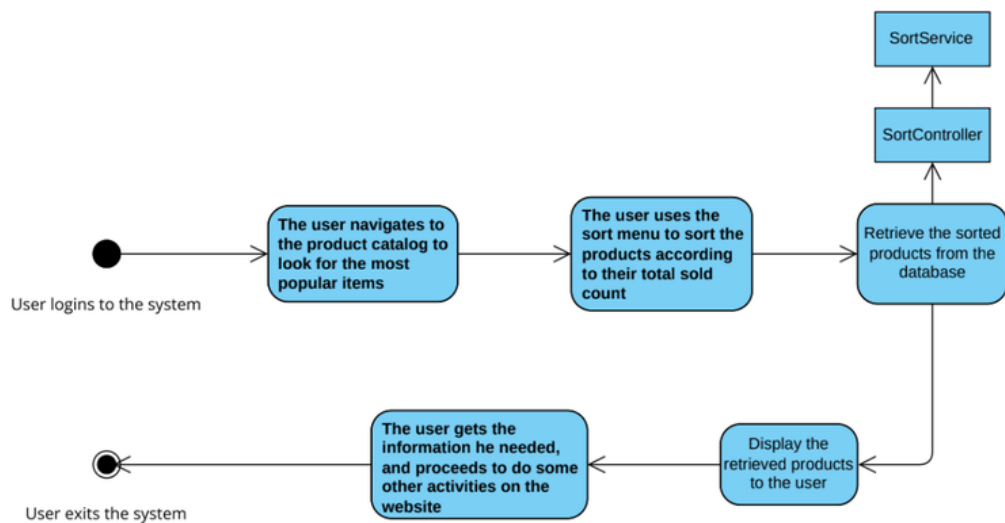 SortService
SortController
The user navigates to
the product catalog to
look for the most
popular items
The user uses the
sort menu to sort the
products according
to their total sold
count
Retrieve the sorted
products from the
database
User logins to the system
The user gets the
information he needed,
and proceeds to do some
other activities on the
website
Display the
retrieved products
to the user
User exits the system